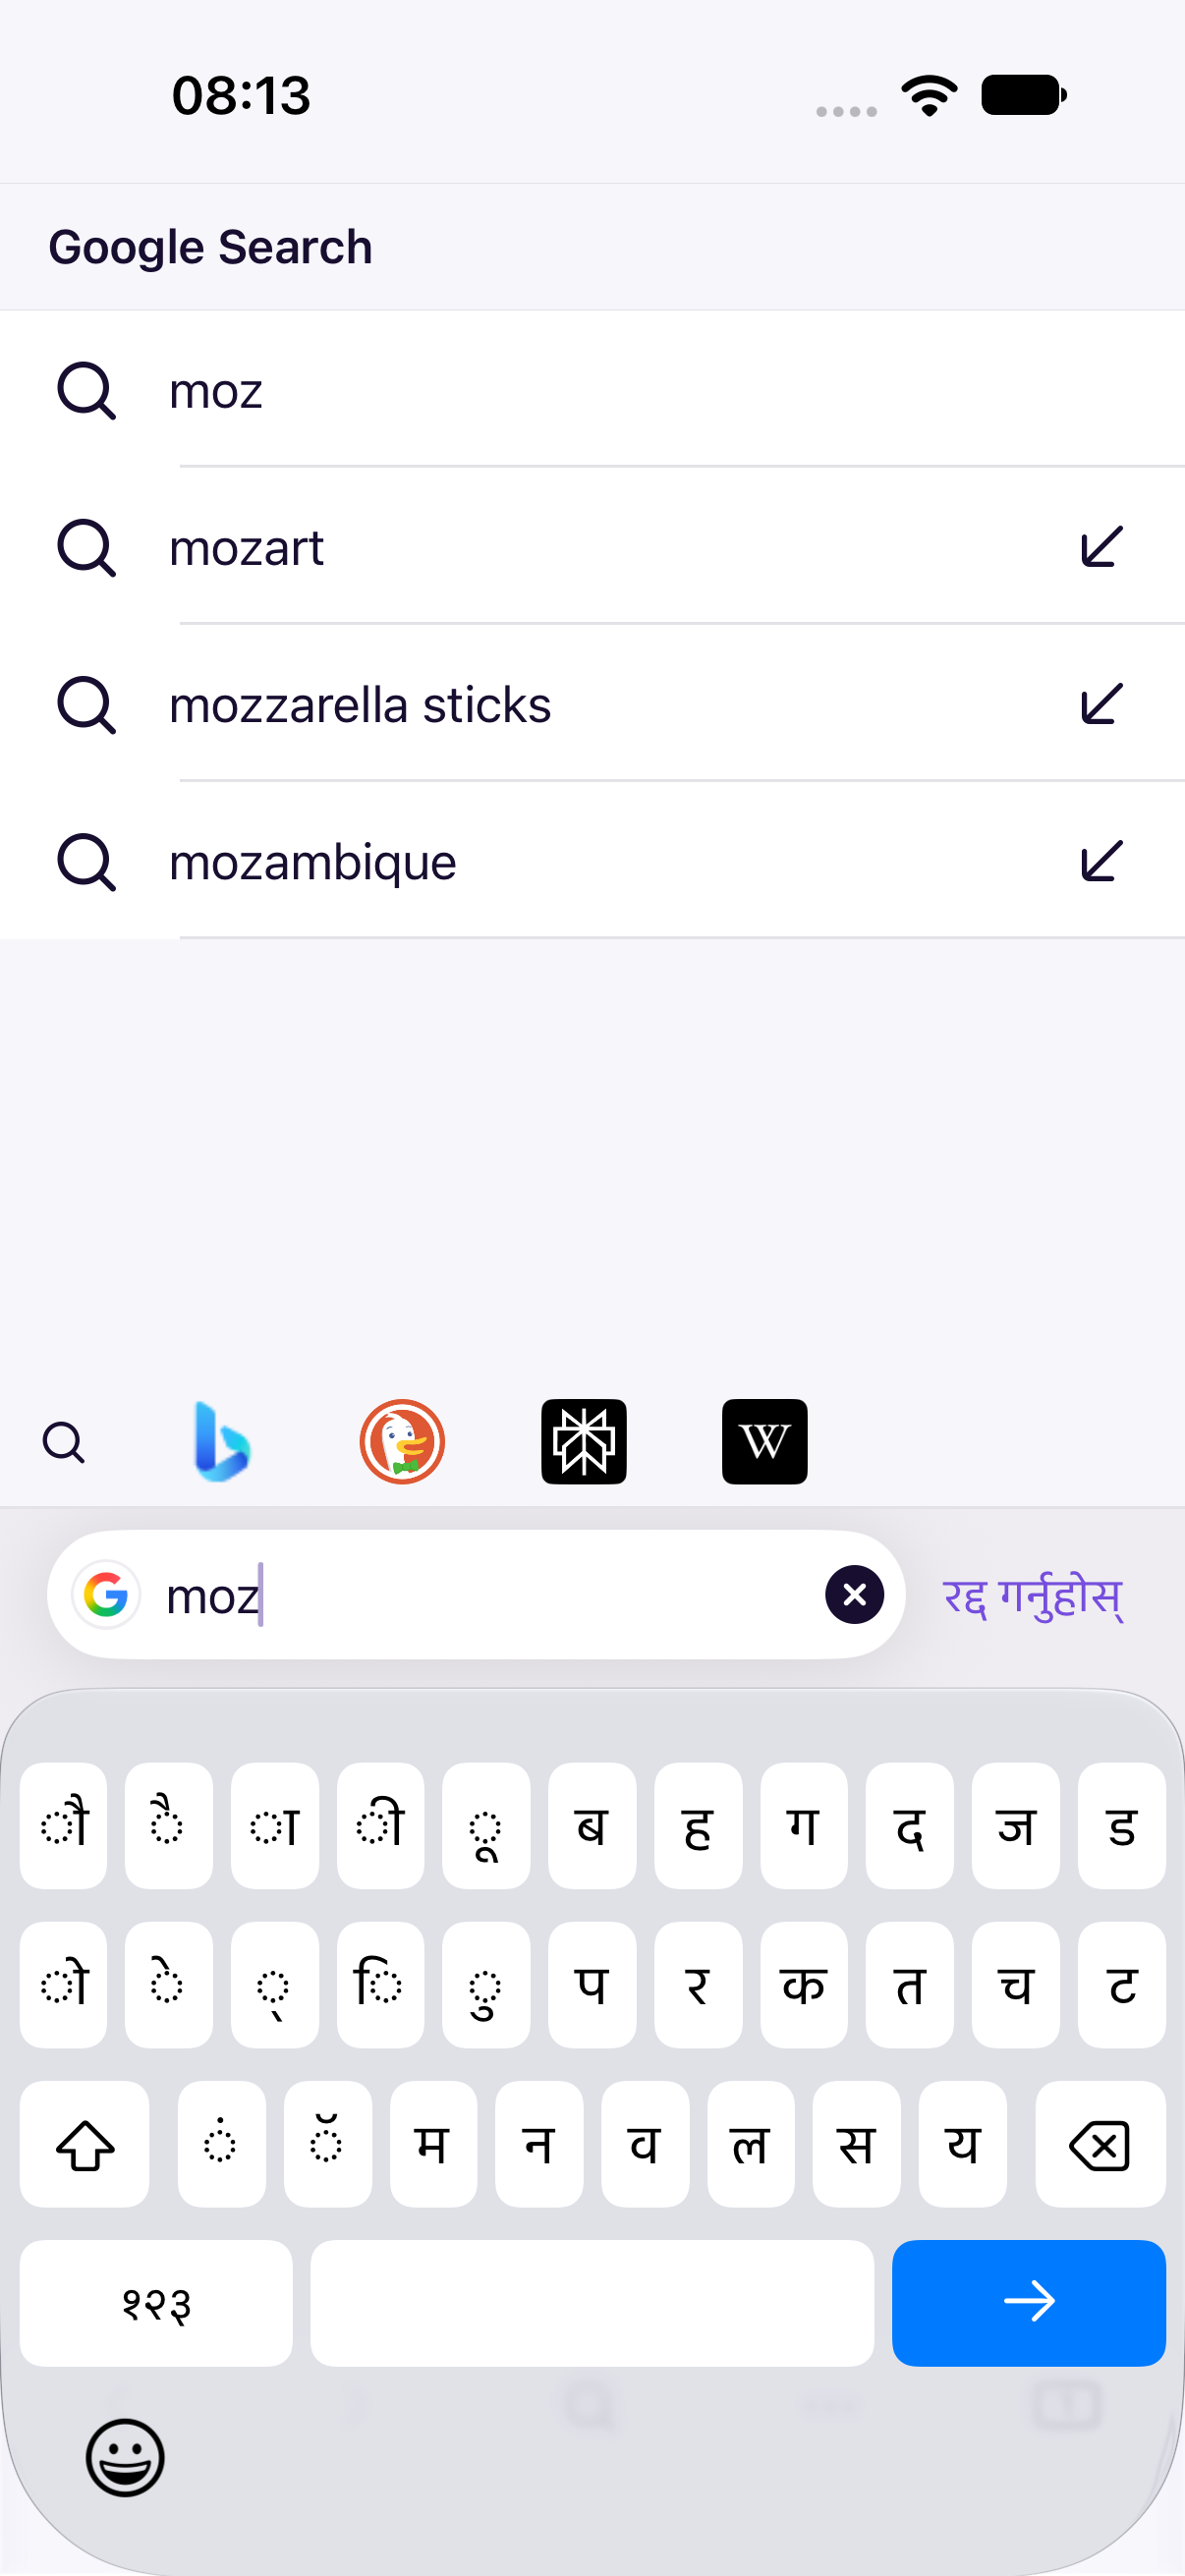 08:13
Google Search
moz
mozart
mozzarella sticks
mozambique
W
moz
रद्द गर्नुहोस्
ौ ै ा ी ू ब ह ग द ज ड
ो े ् ि ु प र क त च ट
ं ॅ म न व ल स य
१२३